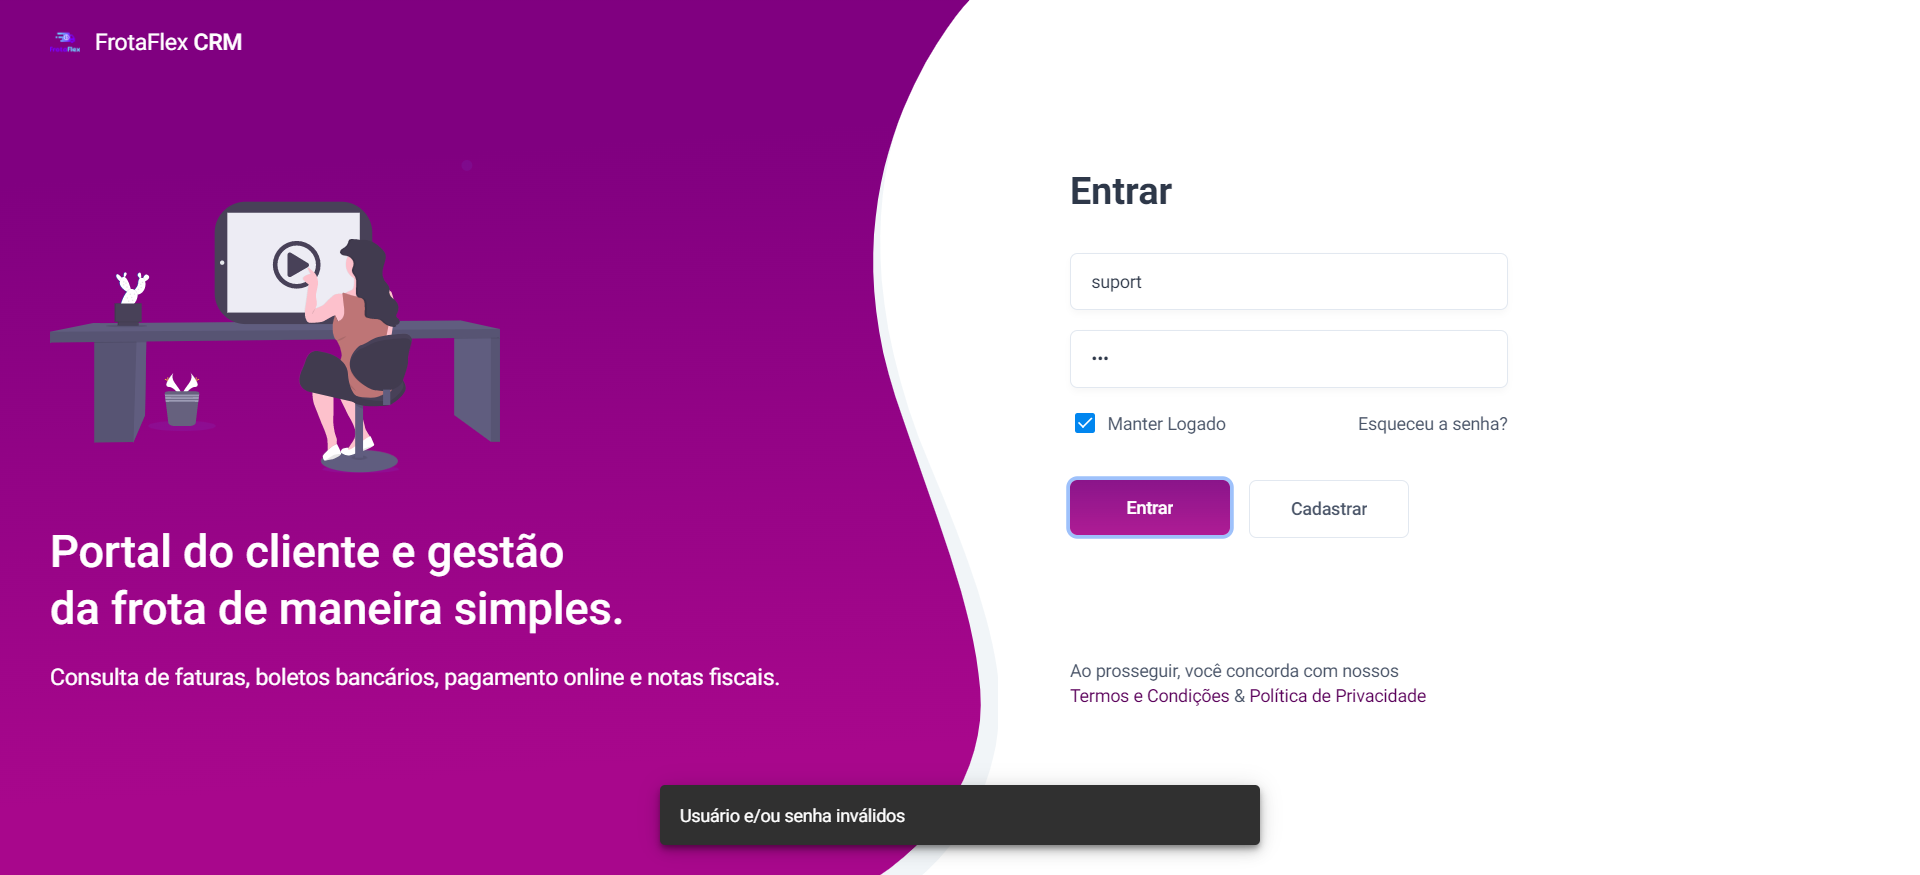 FrotaFlex CRM
Portal do cliente e gestão
da frota de maneira simples.
Consulta de faturas, boletos bancários, pagamento online e notas fiscais.
Entrar
suport
•••
Manter Logado
Esqueceu a senha?
Entrar
Cadastrar
Ao prosseguir, você concorda com nossos
Termos e Condições & Política de Privacidade
Usuário e/ou senha inválidos